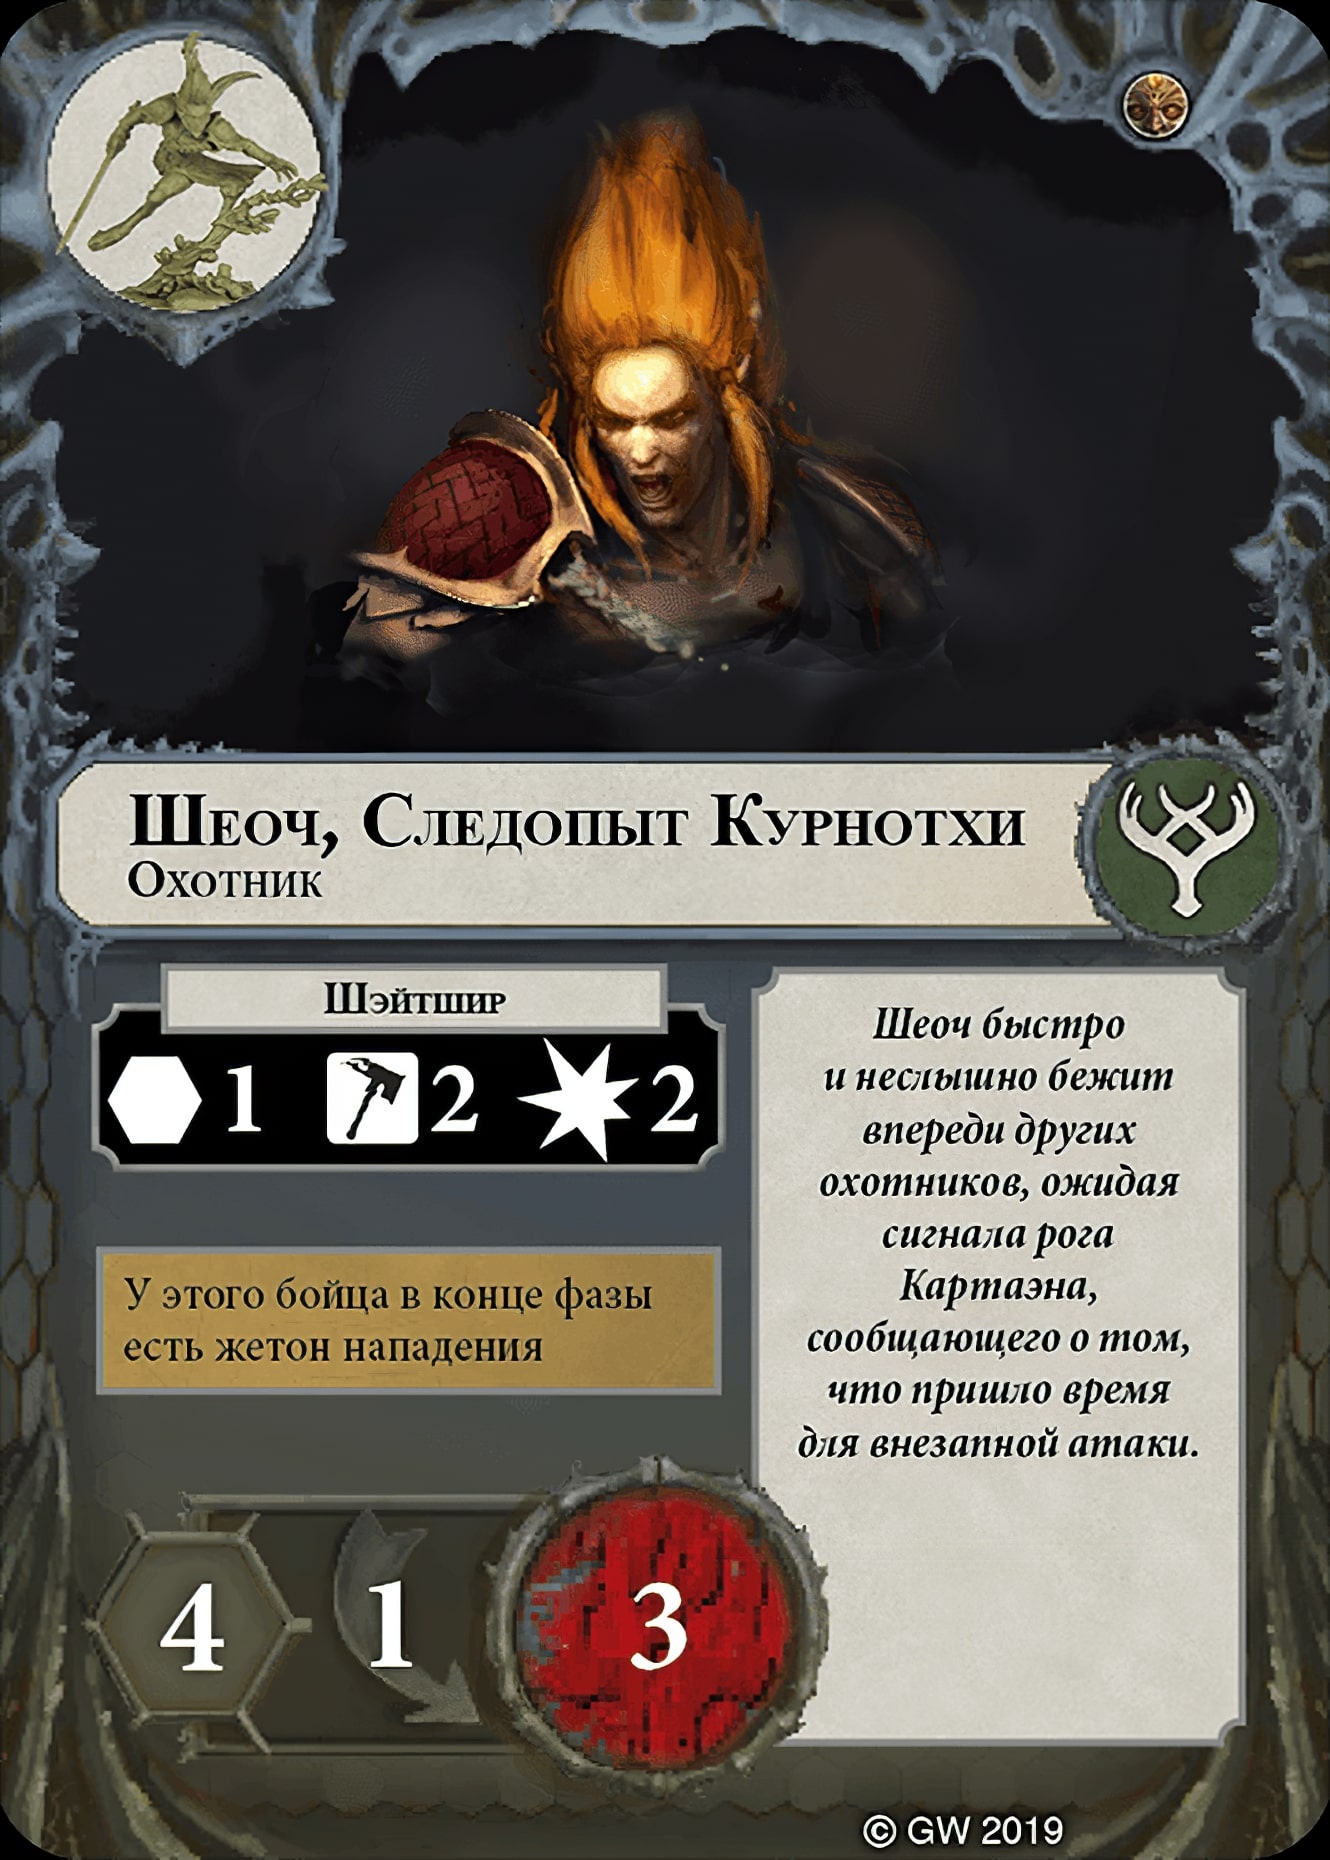 Шеоч, Следопыт Курнотхи
Охотник
Шэйтшир
1 2 2
У этого бойца в конце фазы
есть жетон нападения
Шеоч быстро
и неслышно бежит
впереди других
охотников, ожидая
сигнала рога
Картаэна,
сообщающего о том,
что пришло время
для внезапной атаки.
4 1 3
© GW 2019